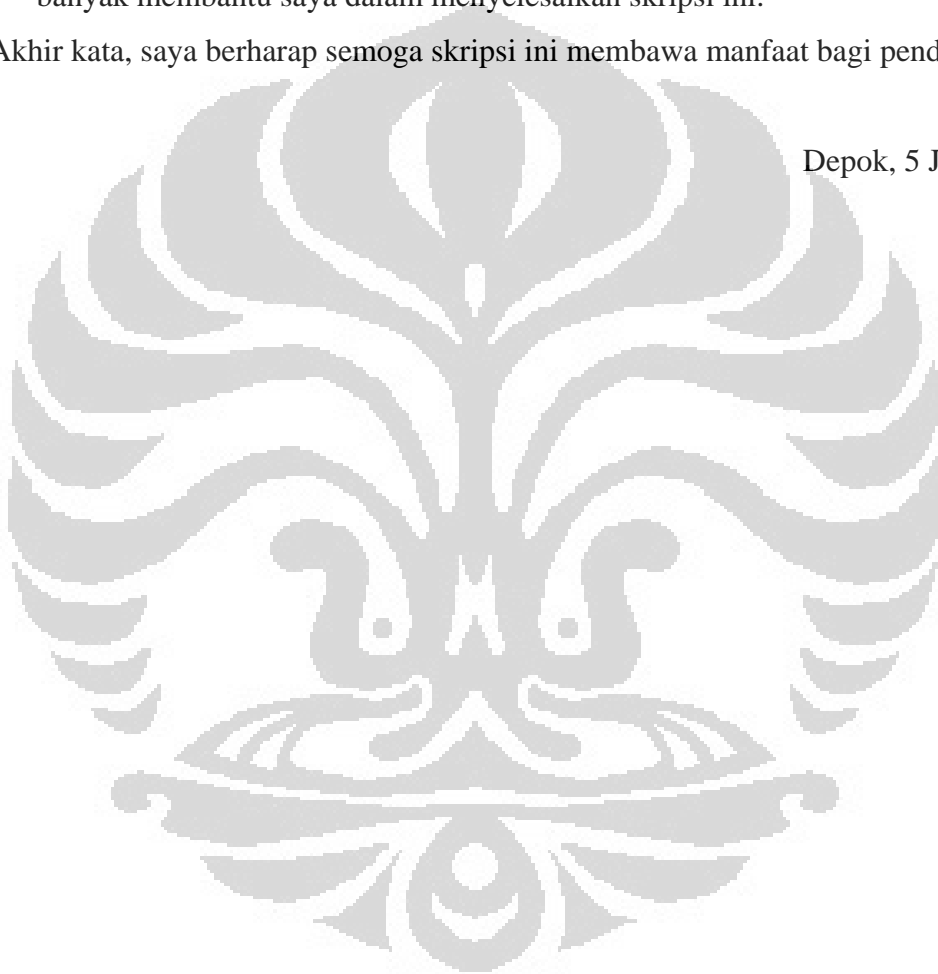 banyak membantu saya dalam menyelesaikan skripsi ini.
Akhir kata, saya berharap semoga skripsi ini membawa manfaat bagi pend
Depok, 5 J